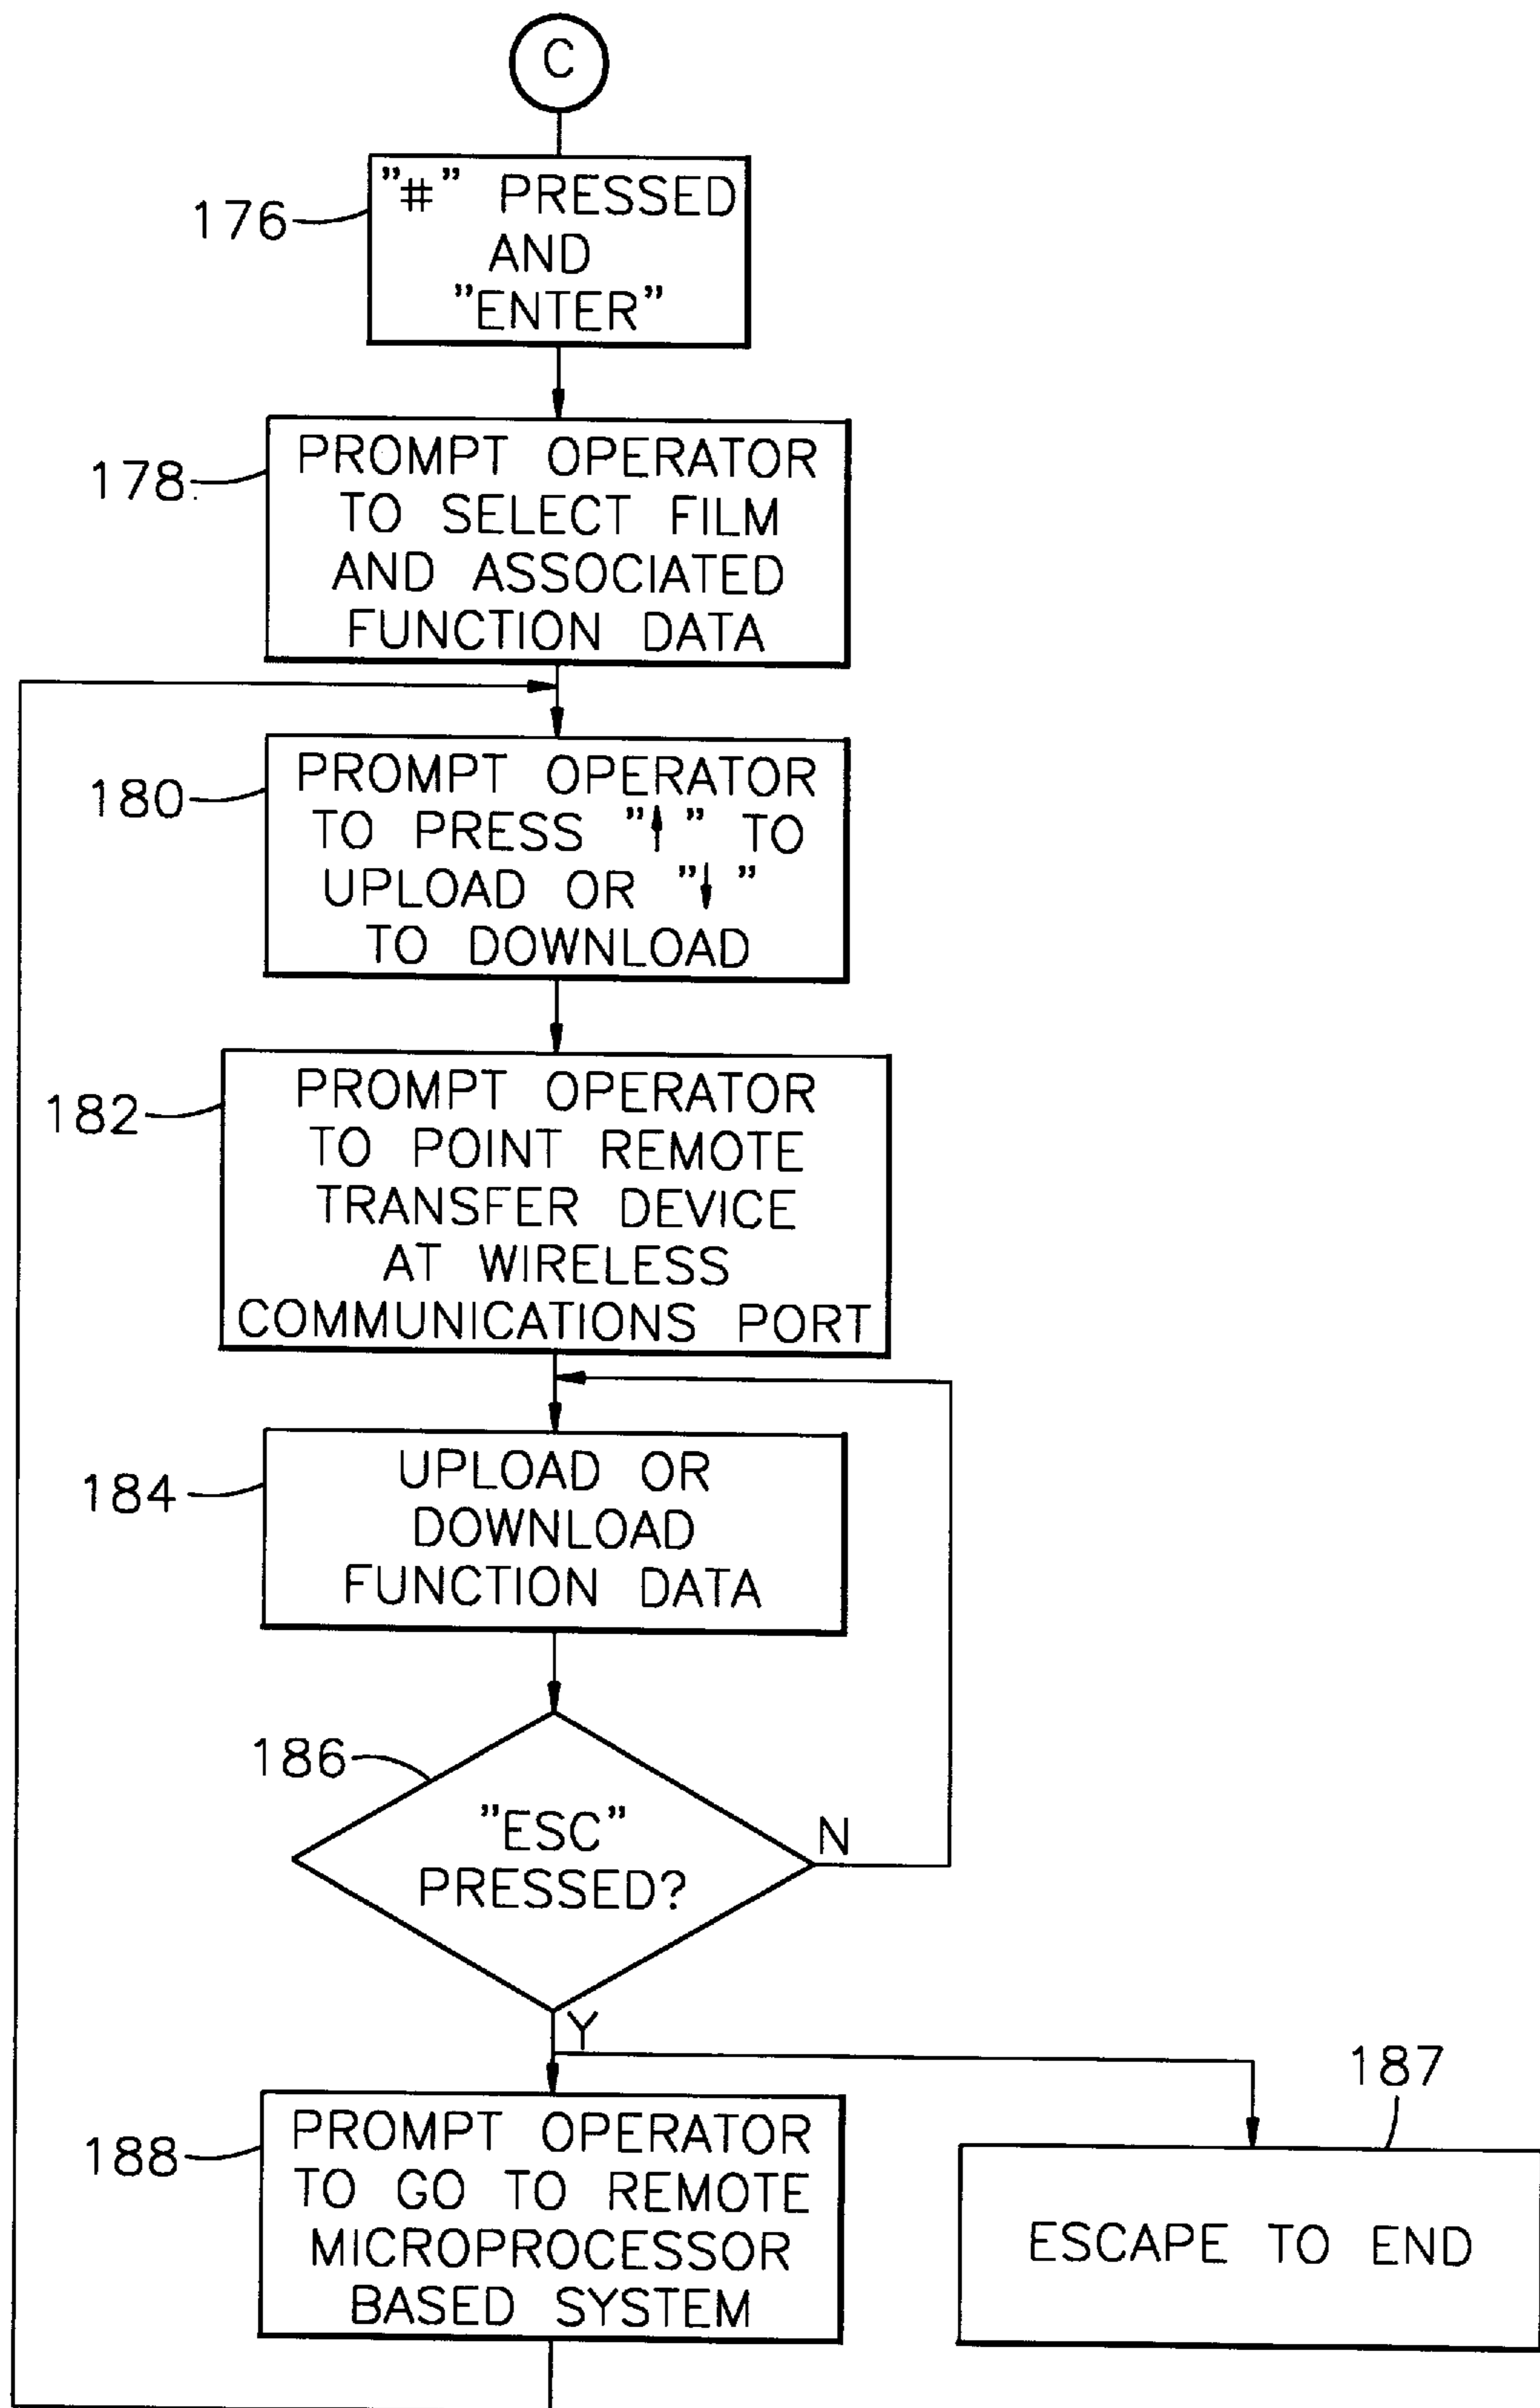 C
176
”#” PRESSED
AND
”ENTER”
178
PROMPT OPERATOR
TO SELECT FILM
AND ASSOCIATED
FUNCTION DATA
180
PROMPT OPERATOR
TO PRESS ”↑” TO
UPLOAD OR ”↓”
TO DOWNLOAD
182
PROMPT OPERATOR
TO POINT REMOTE
TRANSFER DEVICE
AT WIRELESS
COMMUNICATIONS PORT
184
UPLOAD OR
DOWNLOAD
FUNCTION DATA
186
”ESC”
PRESSED?
N
Y
188
PROMPT OPERATOR
TO GO TO REMOTE
MICROPROCESSOR
BASED SYSTEM
187
ESCAPE TO END